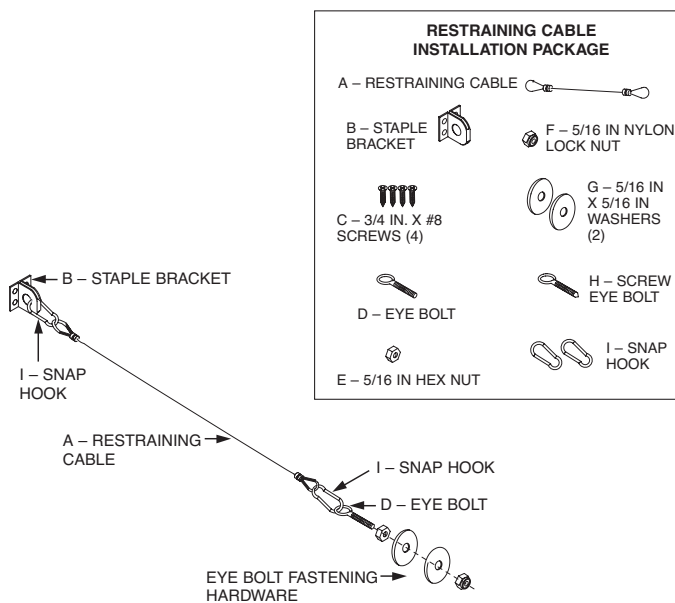 RESTRAINING CABLE
INSTALLATION PACKAGE
A – RESTRAINING CABLE
B – STAPLE
BRACKET
F – 5/16 IN NYLON
LOCK NUT
C – 3/4 IN. X #8
SCREWS (4)
G – 5/16 IN
X 5/16 IN
WASHERS
(2)
D – EYE BOLT
H – SCREW
EYE BOLT
E – 5/16 IN HEX NUT
I – SNAP
HOOK
B – STAPLE BRACKET
I – SNAP
HOOK
A – RESTRAINING
CABLE
I – SNAP HOOK
D – EYE BOLT
EYE BOLT FASTENING
HARDWARE